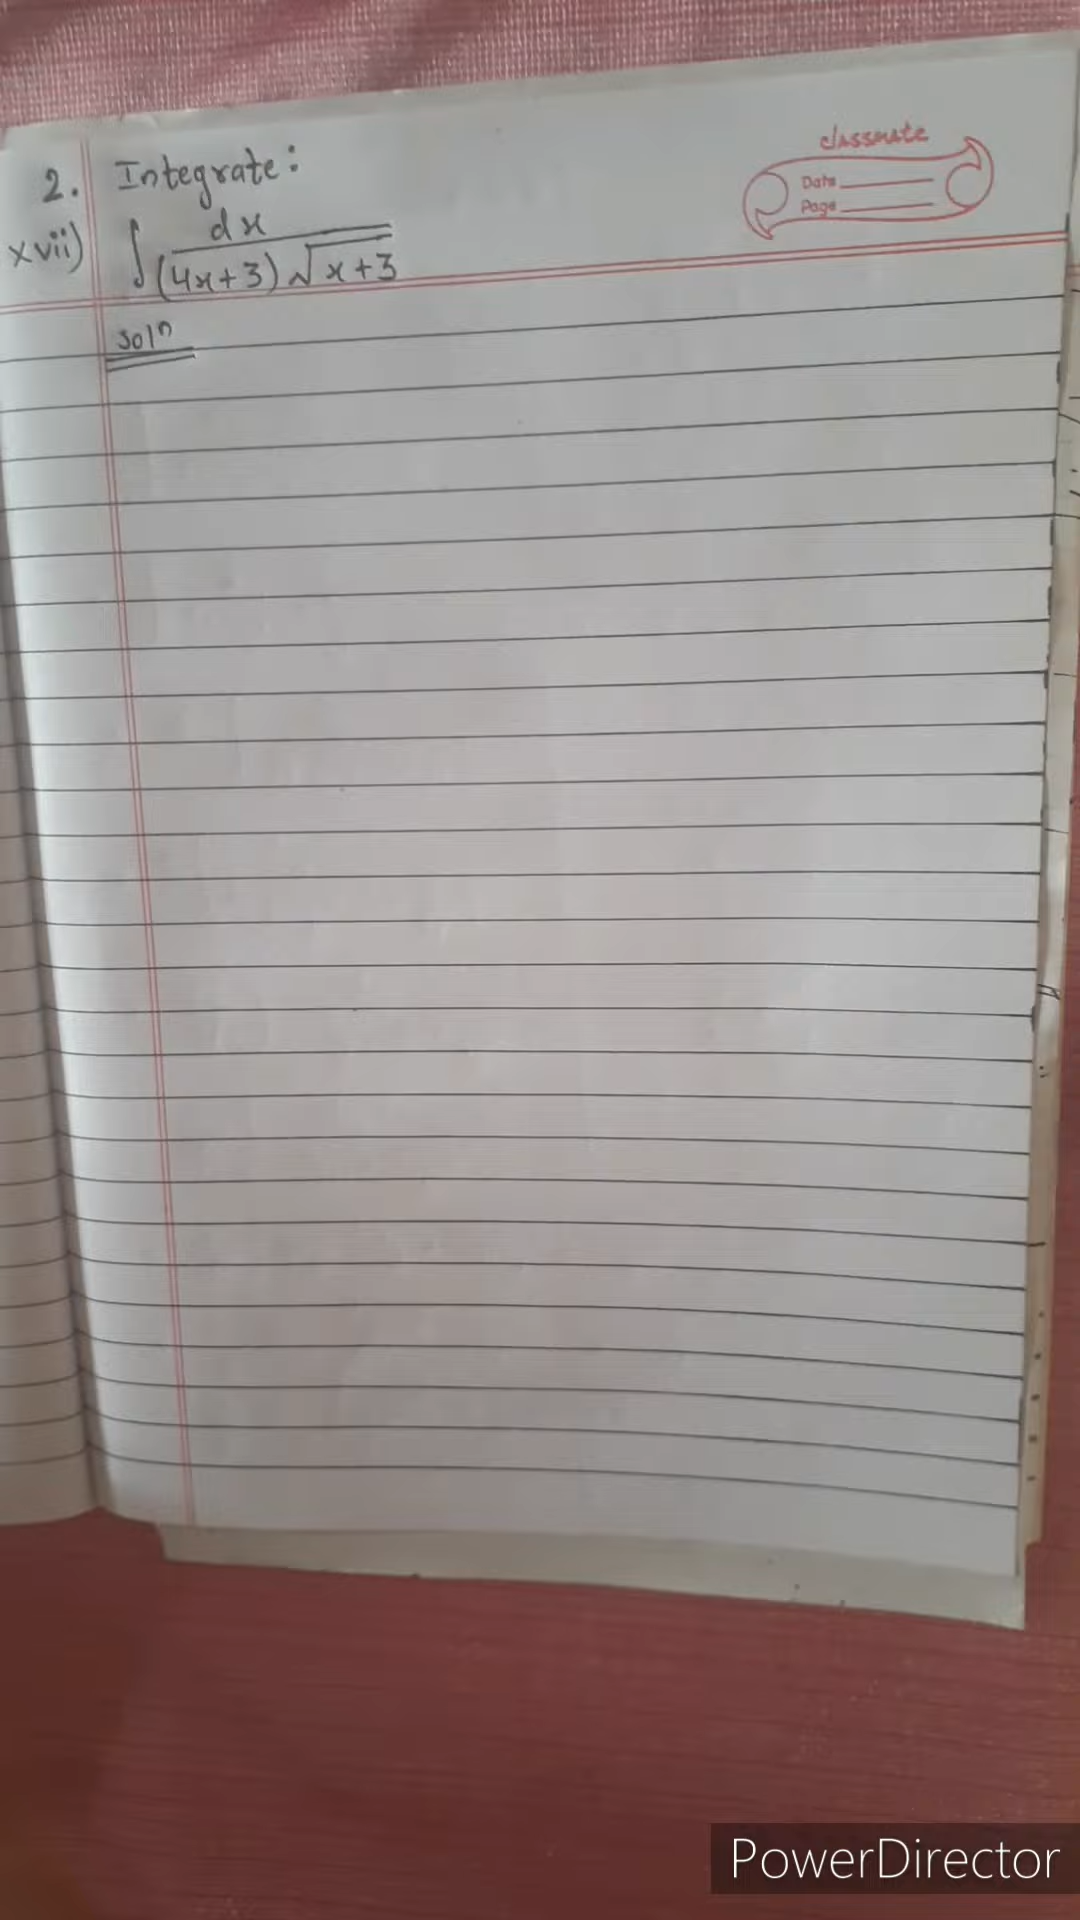 classmate
Date
Page
2. Integrate:
xvii) ∫ dx / (4x+3) √x+3
Solⁿ
PowerDirector